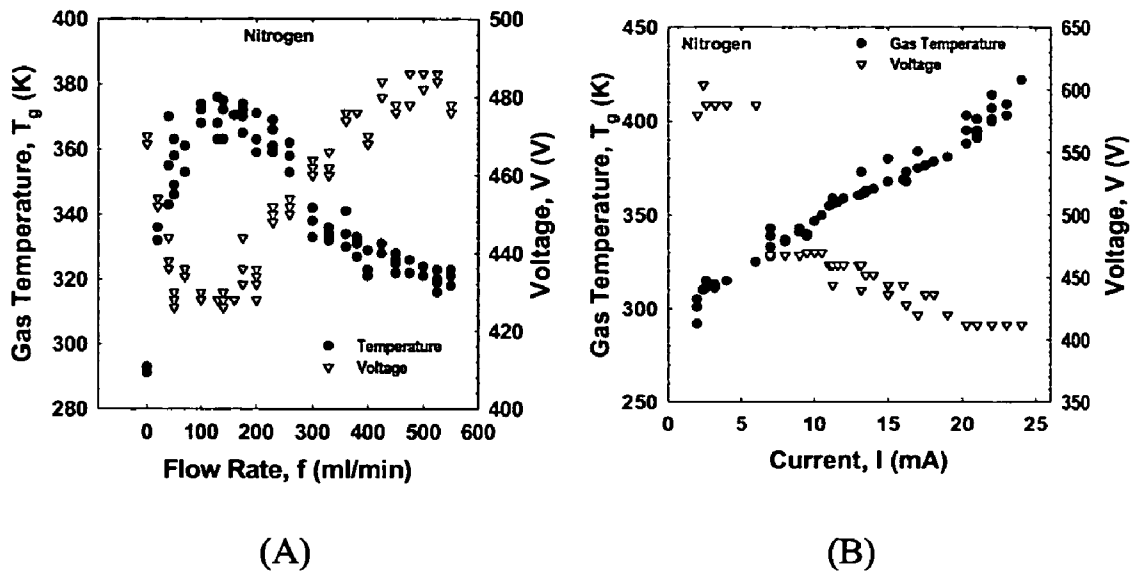 Nitrogen
Gas Temperature, Tg (K)
400
380
360
340
320
300
280
500
480
460
440
420
400
Voltage, V (V)
Temperature
Voltage
0 100 200 300 400 500 600
Flow Rate, f (ml/min)
(A)
Nitrogen
Gas Temperature
Voltage
Gas Temperature, Tg (K)
450
400
350
300
250
650
600
550
500
450
400
350
Voltage, V (V)
0 5 10 15 20 25
Current, I (mA)
(B)